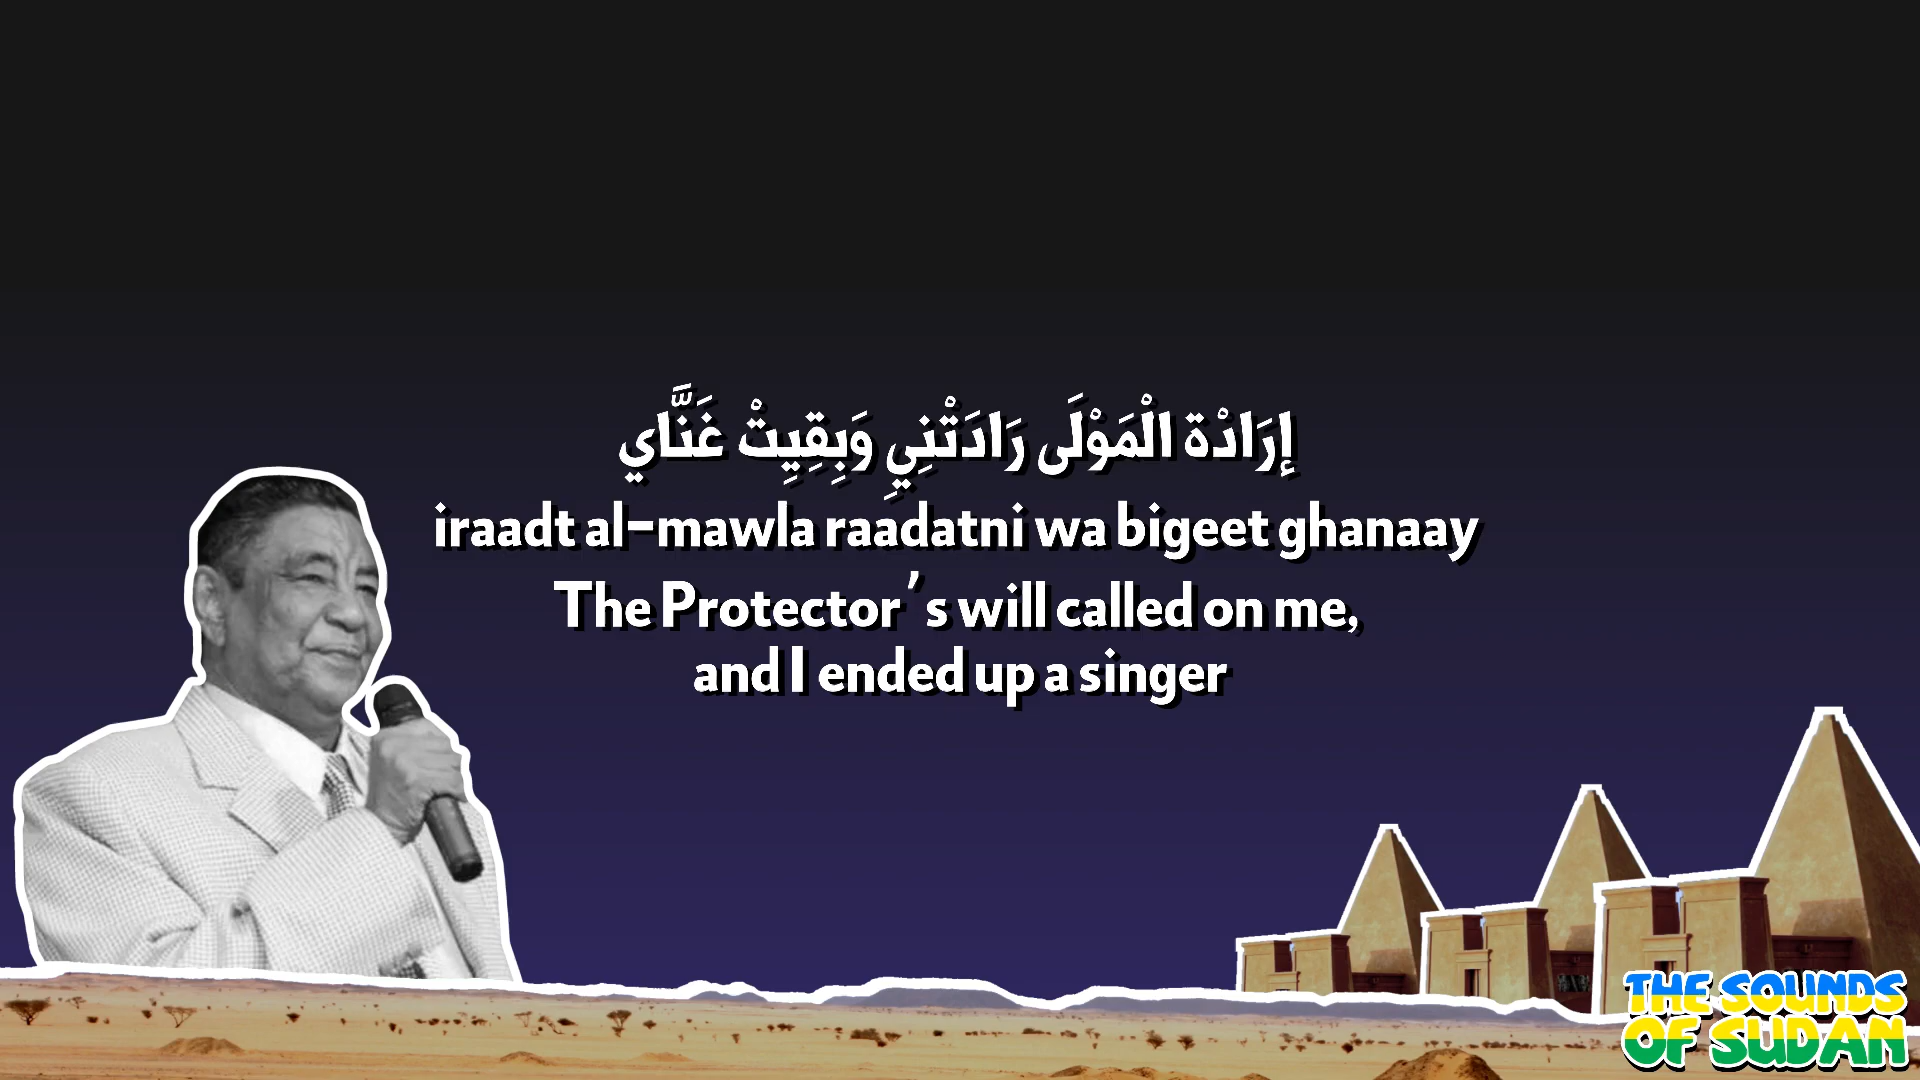 إِرَادْة الْمَوْلَى رَادَتْنِي وَبِقِيِتْ غَنَّاي
iraadt al-mawla raadatni wa bigeet ghanaay
The Protector's will called on me,
and I ended up a singer
THE SOUNDS
OF SUDAN